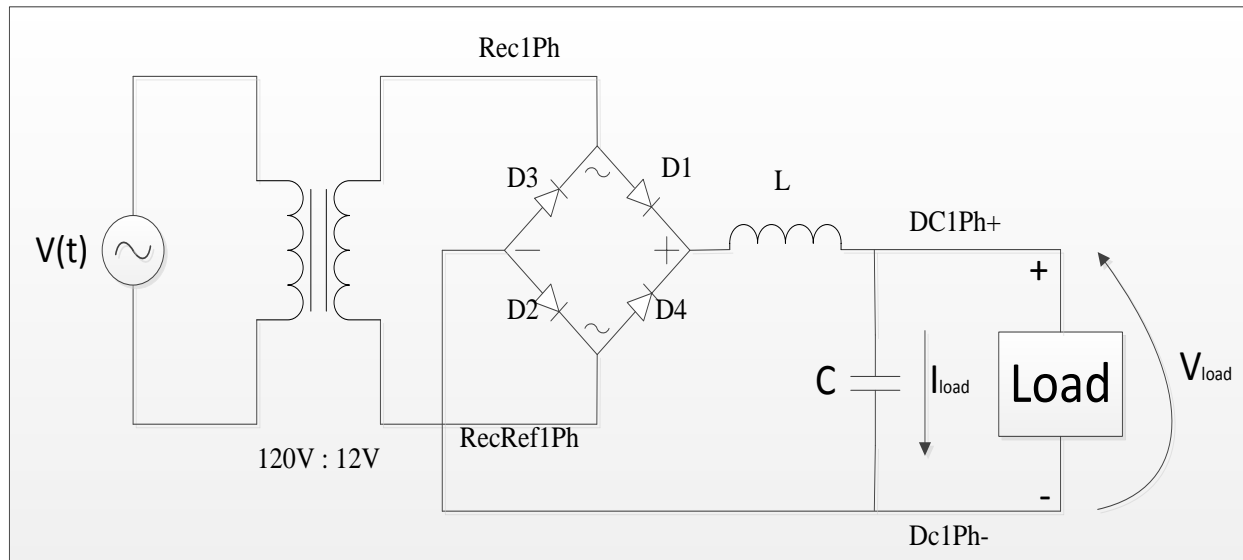 Rec1Ph
D3
D1
L
DC1Ph+
V(t)
−
+
+
D2
D4
C
Iload
Load
Vload
RecRef1Ph
120V : 12V
-
Dc1Ph-